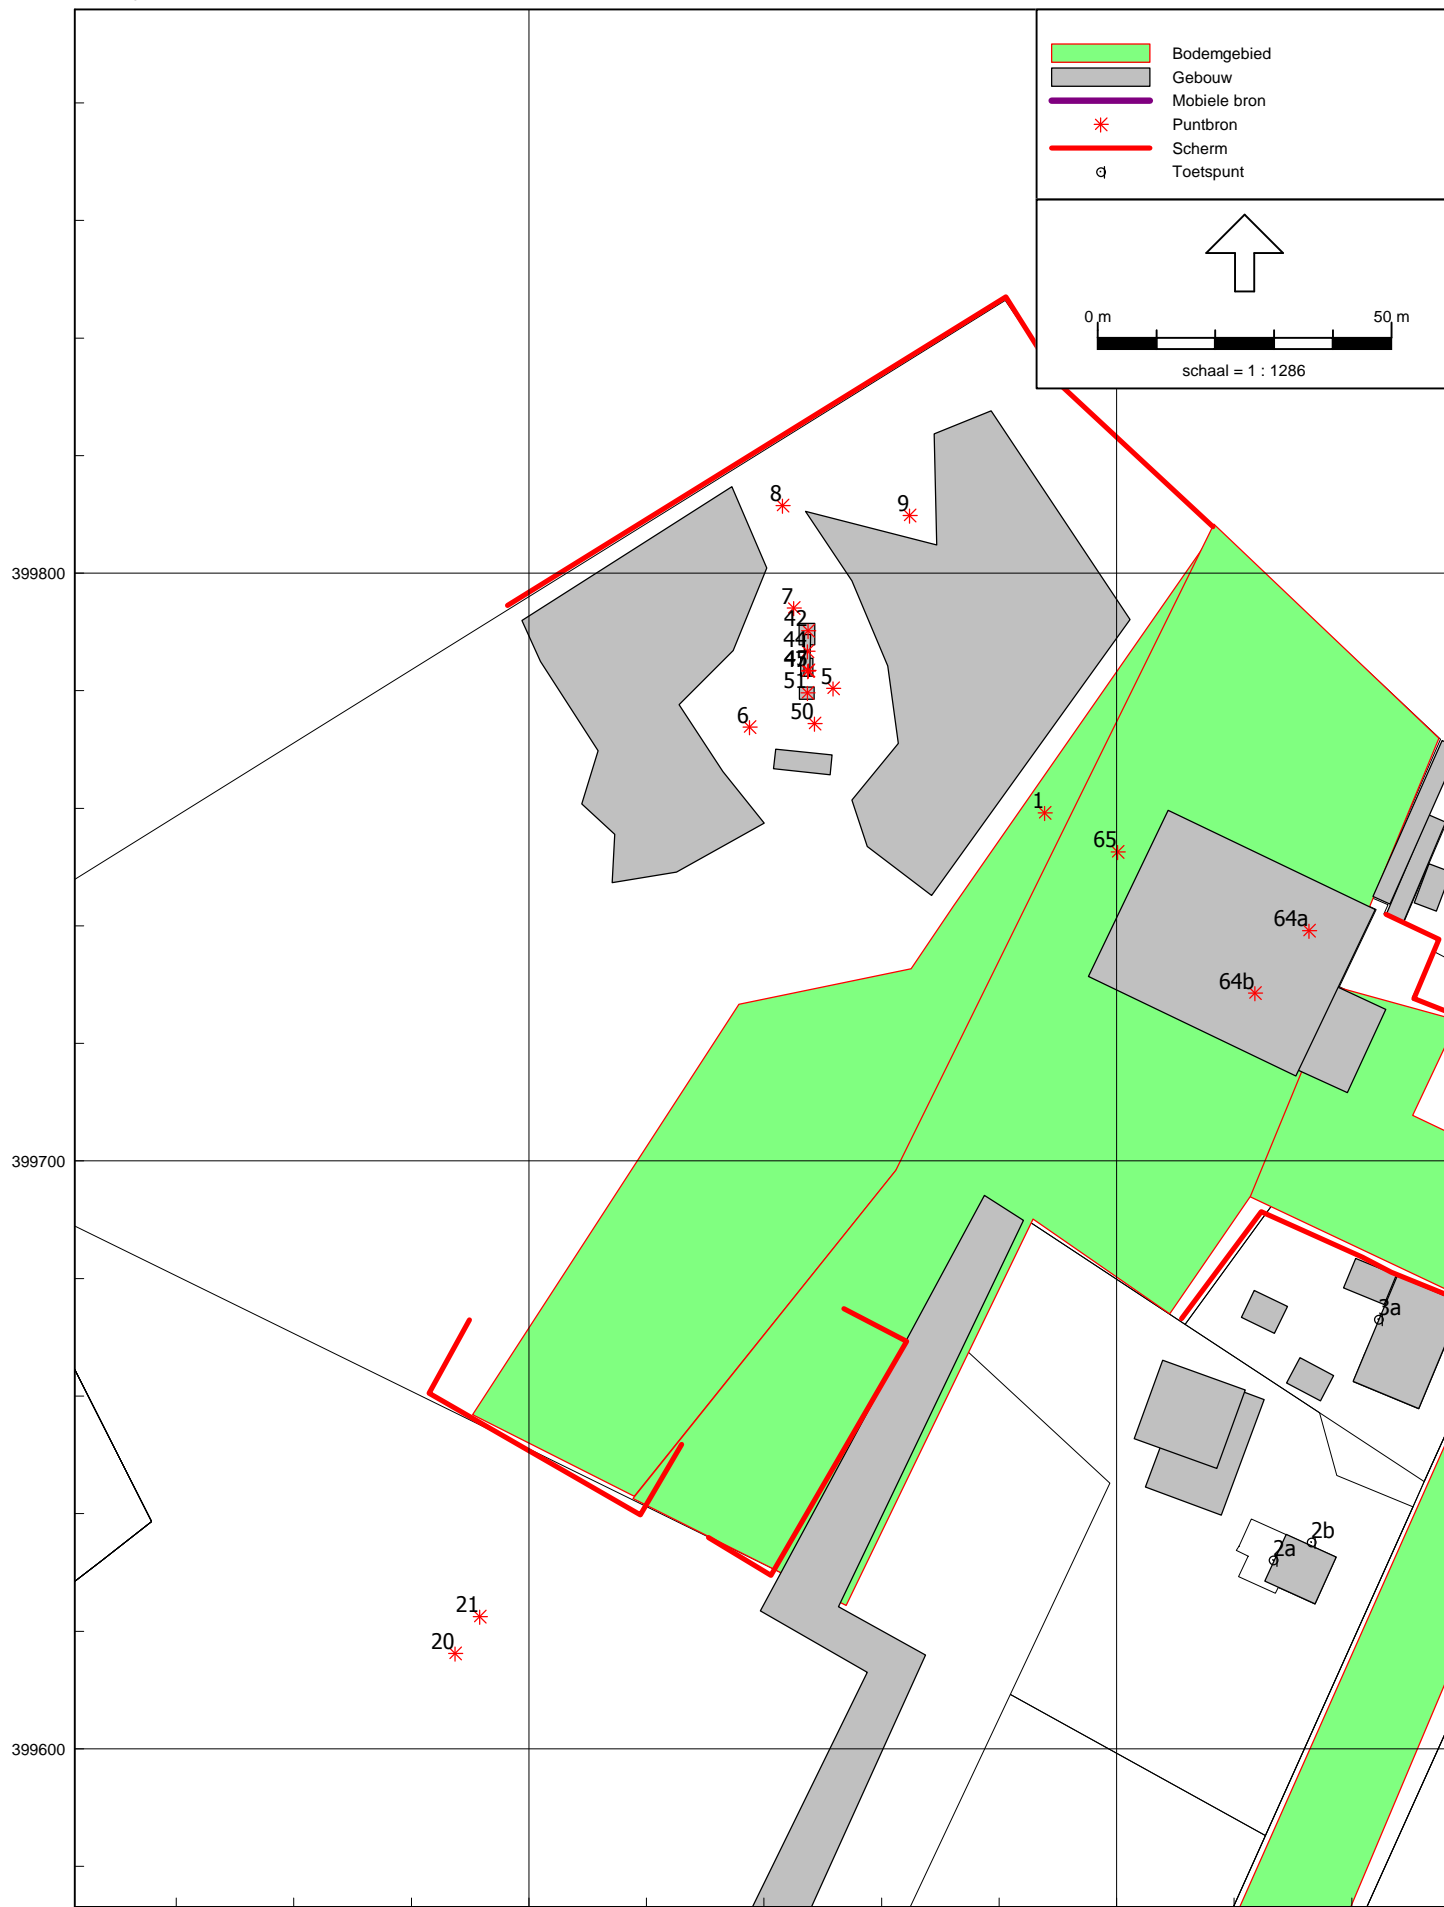 Bodemgebied
Gebouw
Mobiele bron
Puntbron
Scherm
Toetspunt
0 m
50 m
schaal = 1 : 1286
8
9
399800
7
42
44
51
5
6
50
1
65
64a
64b
399700
3a
2b
2a
21
20
399600